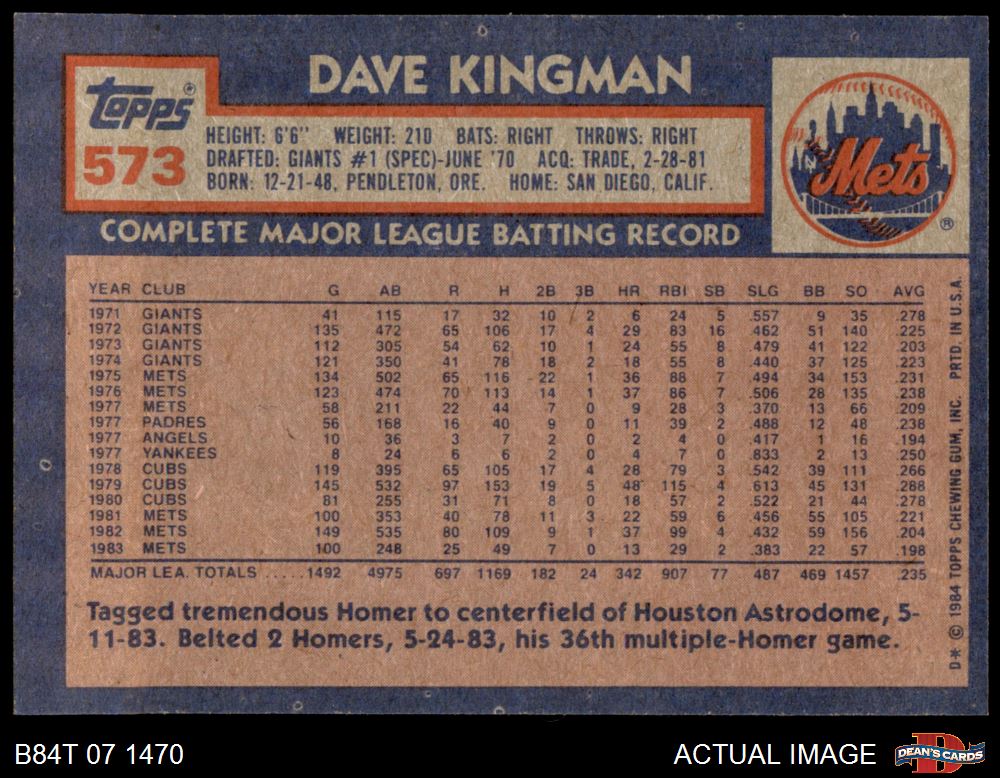 DAVE KINGMAN
Topps
573
HEIGHT: 6'6" WEIGHT: 210 BATS: RIGHT THROWS: RIGHT
DRAFTED: GIANTS #1 (SPEC)-JUNE '70 ACQ: TRADE, 2-28-81
BORN: 12-21-48, PENDLETON, ORE. HOME: SAN DIEGO, CALIF.
NY
Mets
®
COMPLETE MAJOR LEAGUE BATTING RECORD
YEAR CLUB G AB R H 2B 3B HR RBI SB SLG BB SO AVG
1971 GIANTS 41 115 17 32 10 2 6 24 5 .557 9 35 .278
1972 GIANTS 135 472 65 106 17 4 29 83 16 .462 51 140 .225
1973 GIANTS 112 305 54 62 10 1 24 55 8 .479 41 122 .203
1974 GIANTS 121 350 41 78 18 2 18 55 8 .440 37 125 .223
1975 METS 134 502 65 116 22 1 36 88 7 .494 34 153 .231
1976 METS 123 474 70 113 14 1 37 86 7 .506 28 135 .238
1977 METS 58 211 22 44 7 0 9 28 3 .370 13 66 .209
1977 PADRES 56 168 16 40 9 0 11 39 2 .488 12 48 .238
1977 ANGELS 10 36 3 7 2 0 2 4 0 .417 1 16 .194
1977 YANKEES 8 24 6 6 2 0 4 7 0 .833 2 13 .250
1978 CUBS 119 395 65 105 17 4 28 79 3 .542 39 111 .266
1979 CUBS 145 532 97 153 19 5 48 115 4 .613 45 131 .288
1980 CUBS 81 255 31 71 8 0 18 57 2 .522 21 44 .278
1981 METS 100 353 40 78 11 3 22 59 6 .456 55 105 .221
1982 METS 149 535 80 109 9 1 37 99 4 .432 59 156 .204
1983 METS 100 248 25 49 7 0 13 29 2 .383 22 57 .198
MAJOR LEA. TOTALS .....1492 4975 697 1169 182 24 342 907 77 .487 469 1457 .235
Tagged tremendous Homer to centerfield of Houston Astrodome, 5-
11-83. Belted 2 Homers, 5-24-83, his 36th multiple-Homer game.
D* © 1984 TOPPS CHEWING GUM, INC. PRTD. IN U.S.A.
B84T 07 1470
ACTUAL IMAGE
DEAN'S CARDS